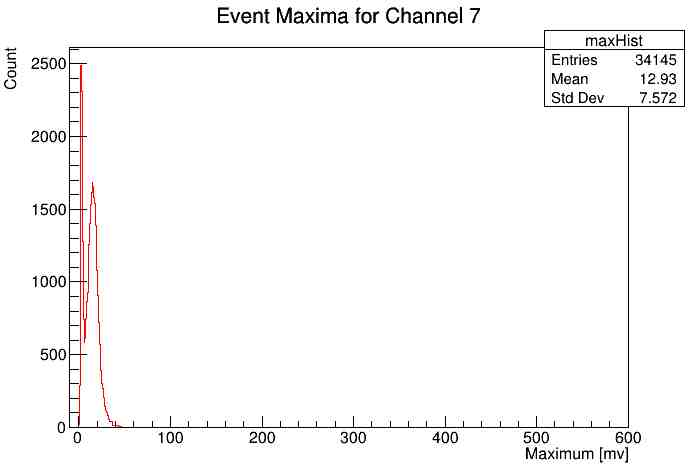 Event Maxima for Channel 7
maxHist
Entries 34145
Mean 12.93
Std Dev 7.572
Count
2500
2000
1500
1000
500
0
0 100 200 300 400 500 600
Maximum [mv]